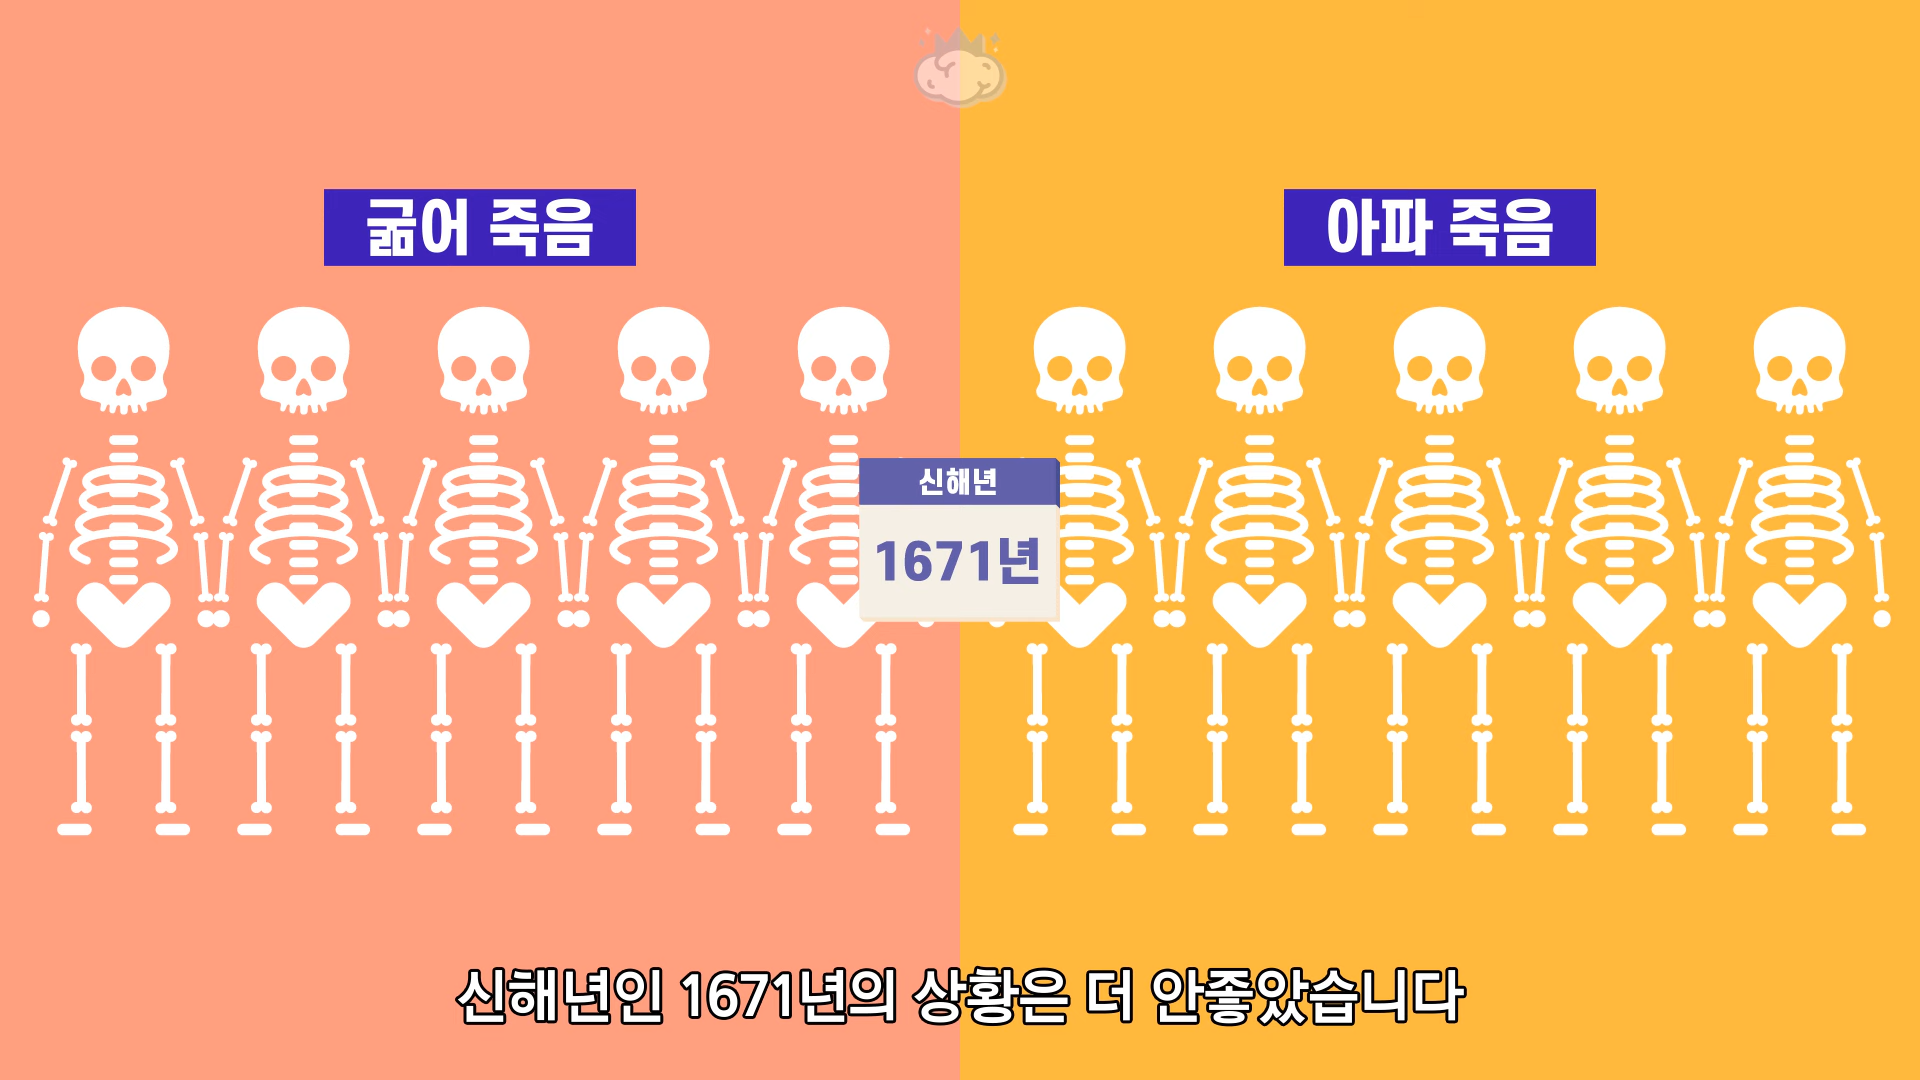 굶어 죽음
아파 죽음
신해년
1671년
신해년인 1671년의 상황은 더 안좋았습니다